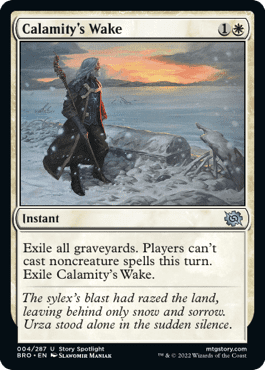 Calamity's Wake 1
Instant
Exile all graveyards. Players can't
cast noncreature spells this turn.
Exile Calamity's Wake.
The sylex's blast had razed the land,
leaving behind only snow and sorrow.
Urza stood alone in the sudden silence.
004/287 U Story Spotlight
BRO • EN Slawomir Maniak
mtgstory.com
™ & © 2022 Wizards of the Coast